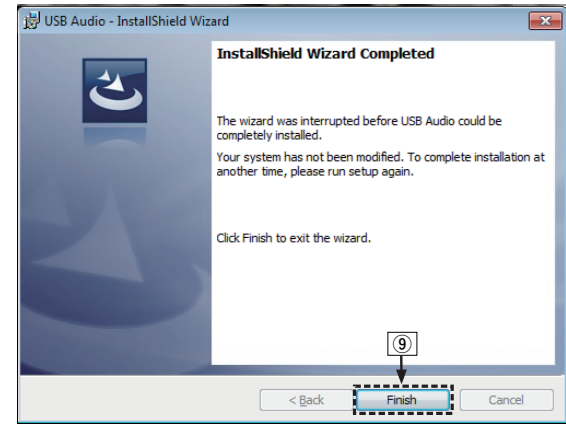 USB Audio - InstallShield Wizard
InstallShield Wizard Completed
The wizard was interrupted before USB Audio could be
completely installed.
Your system has not been modified. To complete installation at
another time, please run setup again.
Click Finish to exit the wizard.
⑨
< Back Finish Cancel